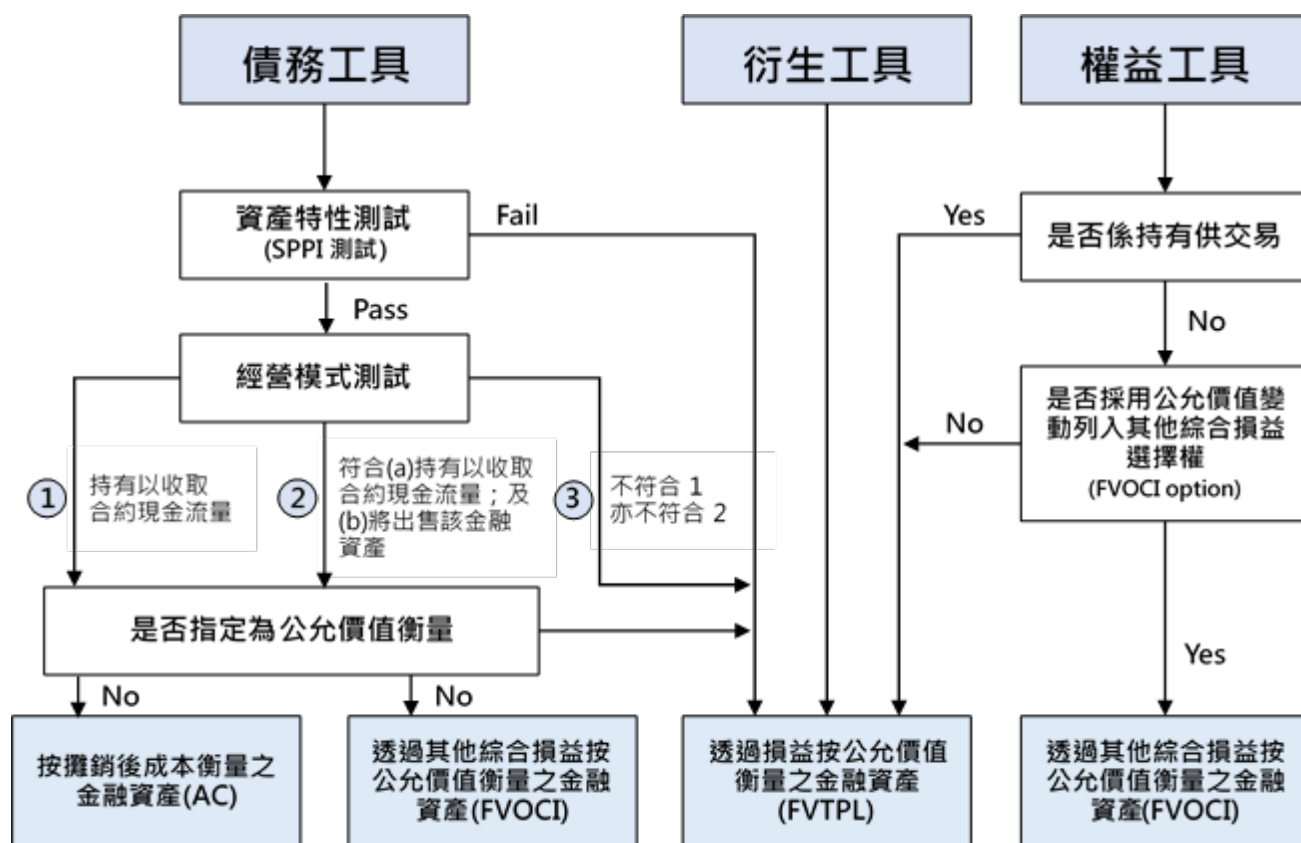 債務工具
衍生工具
權益工具
資產特性測試
(SPPI 測試)
Fail
Yes
是否係持有供交易
Pass
No
經營模式測試
是否採用公允價值變
動列入其他綜合損益
選擇權
(FVOCI option)
No
1
持有以收取
合約現金流量
2
符合(a)持有以收取
合約現金流量；及
(b)將出售該金融
資產
3
不符合 1
亦不符合 2
是否指定為公允價值衡量
No
No
Yes
按攤銷後成本衡量之
金融資產(AC)
透過其他綜合損益按
公允價值衡量之金融
資產(FVOCI)
透過損益按公允價值
衡量之金融資產
(FVTPL)
透過其他綜合損益按
公允價值衡量之金融
資產(FVOCI)